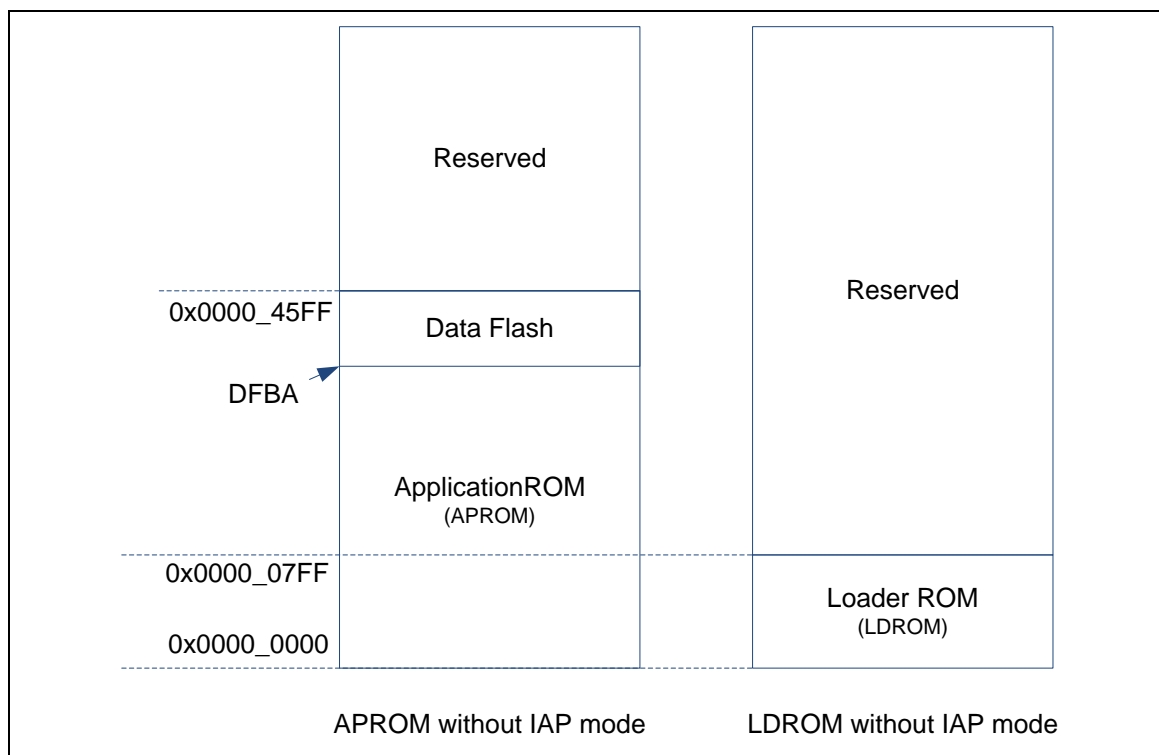 Reserved
Reserved
0x0000_45FF
Data Flash
DFBA
ApplicationROM
(APROM)
0x0000_07FF
Loader ROM
(LDROM)
0x0000_0000
APROM without IAP mode
LDROM without IAP mode